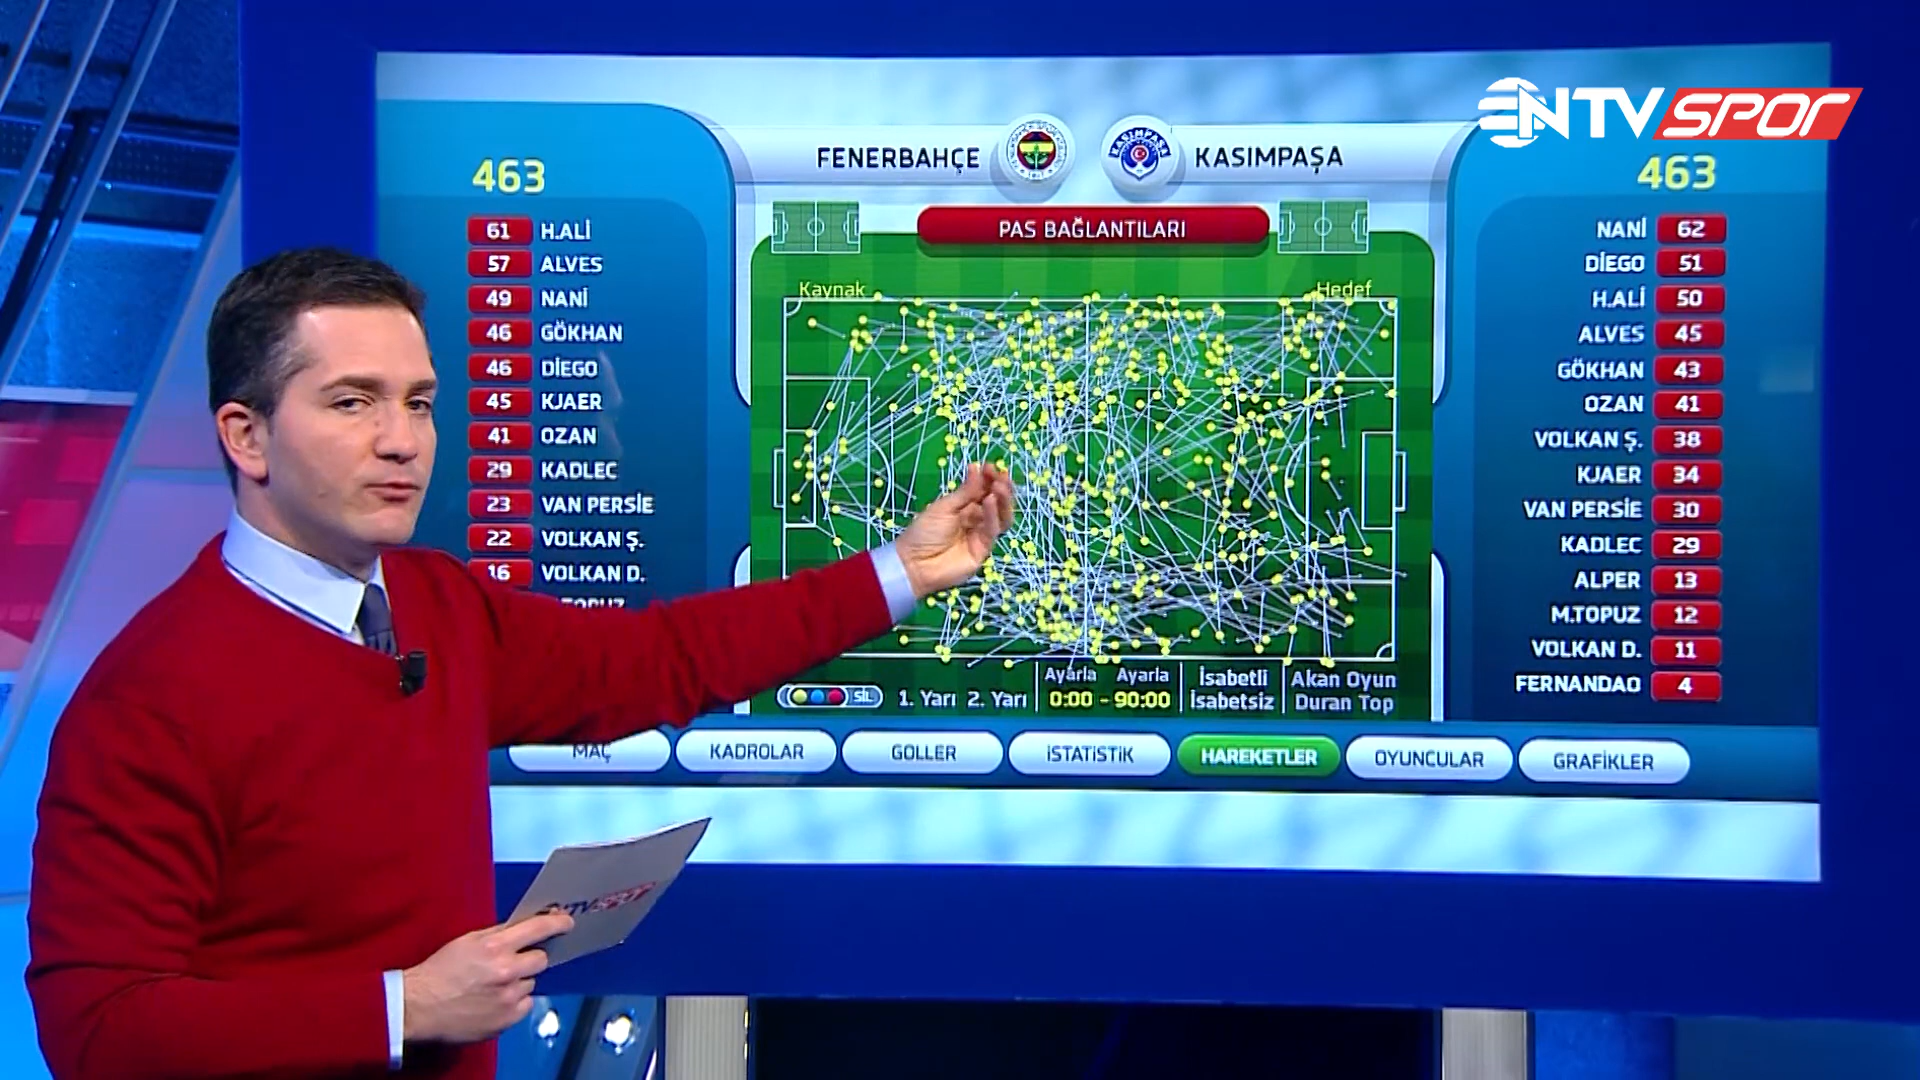 NTVSPOR
FENERBAHÇE
KASIMPAŞA
KASIMPAŞA
463
463
PAS BAĞLANTILARI
Kaynak
Hedef
61 H.ALİ
57 ALVES
49 NANİ
46 GÖKHAN
46 DİEGO
45 KJAER
41 OZAN
29 KADLEC
23 VAN PERSİE
22 VOLKAN Ş.
16 VOLKAN D.
NANİ 62
DİEGO 51
H.ALİ 50
ALVES 45
GÖKHAN 43
OZAN 41
VOLKAN Ş. 38
KJAER 34
VAN PERSİE 30
KADLEC 29
ALPER 13
M.TOPUZ 12
VOLKAN D. 11
FERNANDAO 4
SİL
1. Yarı 2. Yarı
Ayarla Ayarla
0:00 - 90:00
İsabetli
İsabetsiz
Akan Oyun
Duran Top
MAÇ
KADROLAR
GOLLER
İSTATİSTİK
HAREKETLER
OYUNCULAR
GRAFİKLER
NTVSPOR